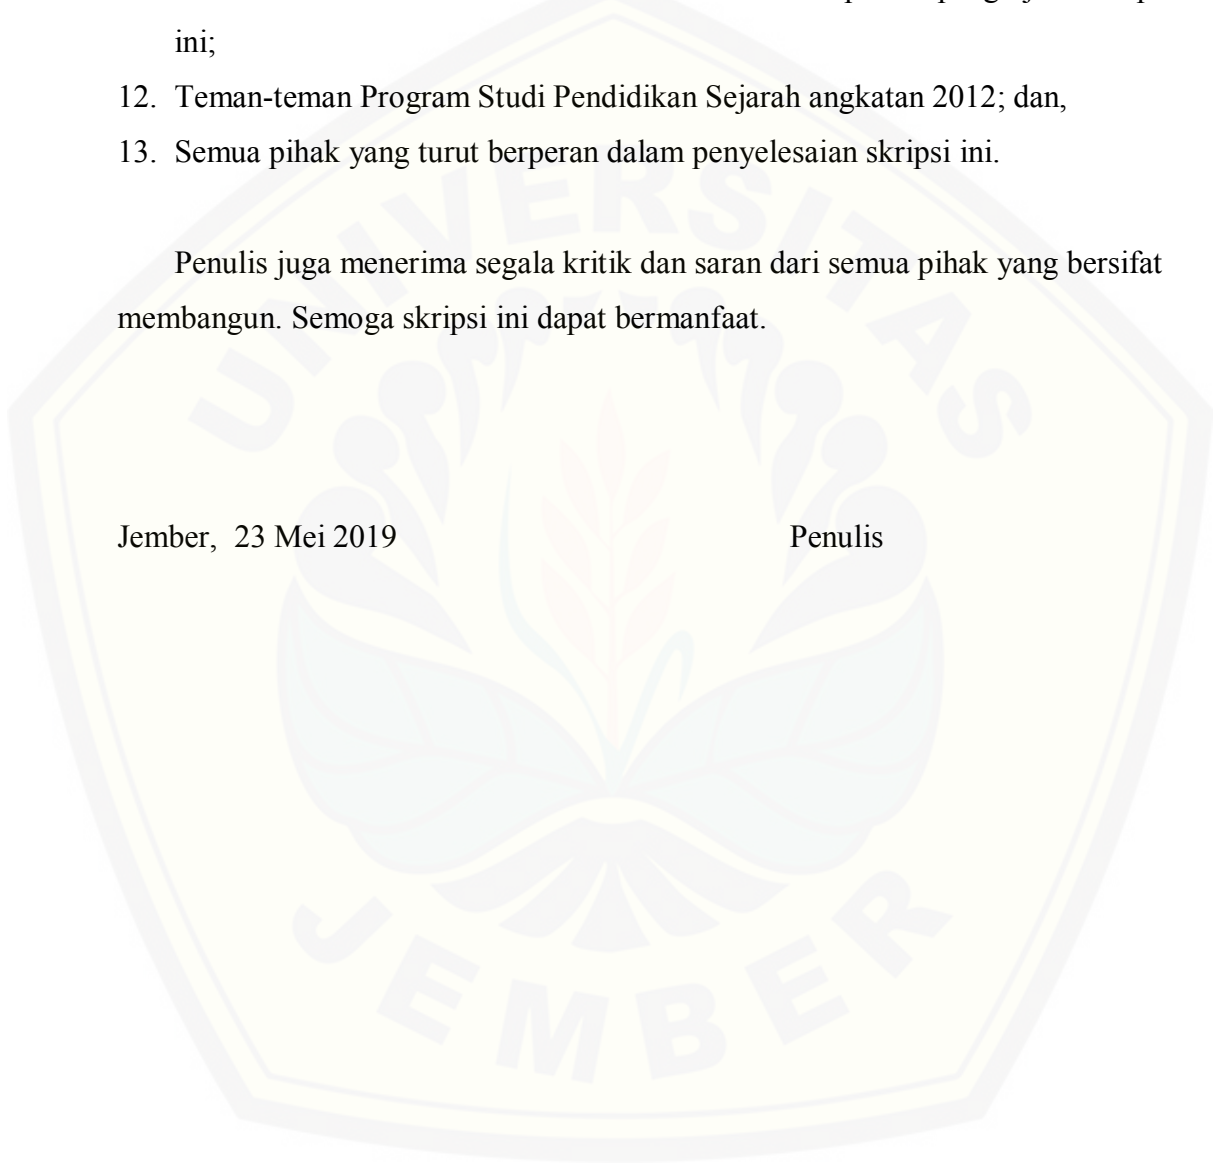 ini;
12. Teman-teman Program Studi Pendidikan Sejarah angkatan 2012; dan,
13. Semua pihak yang turut berperan dalam penyelesaian skripsi ini.
Penulis juga menerima segala kritik dan saran dari semua pihak yang bersifat
membangun. Semoga skripsi ini dapat bermanfaat.
Jember, 23 Mei 2019 Penulis
UNIVERSITAS
JEMBER